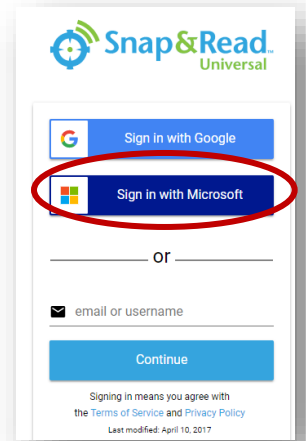 Snap&Read™
Universal
Sign in with Google
Sign in with Microsoft
or
email or username
Continue
Signing in means you agree with
the Terms of Service and Privacy Policy
Last modified: April 10, 2017